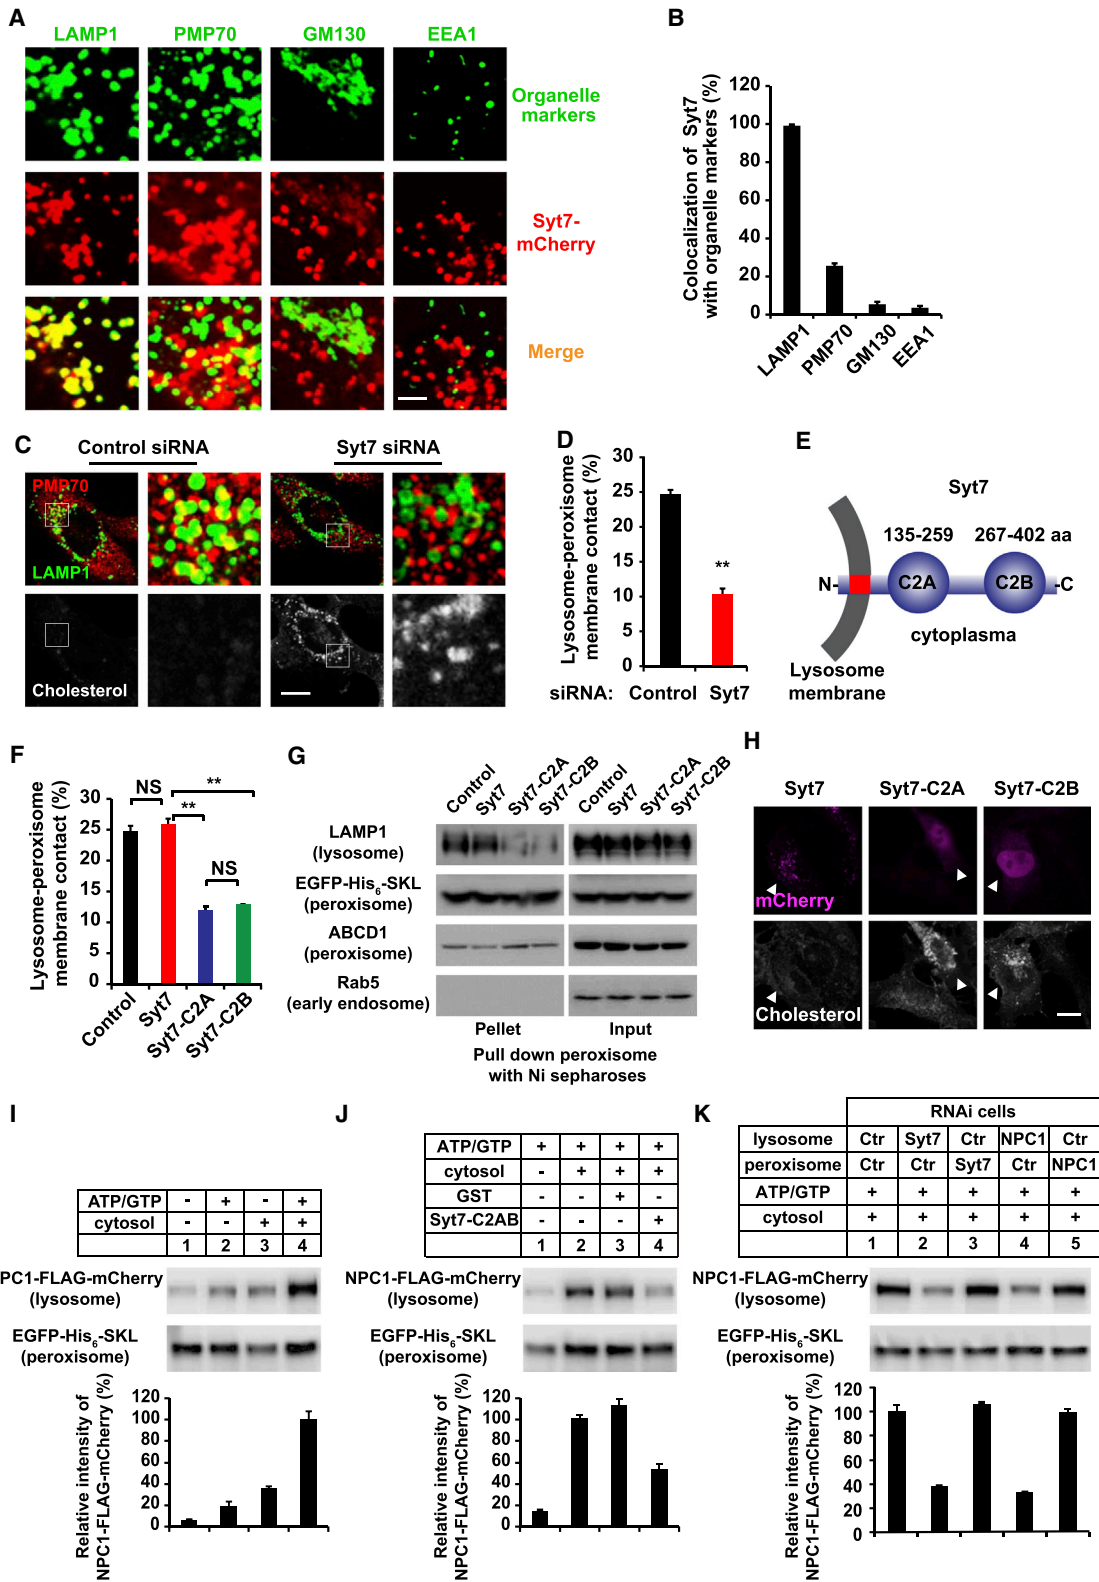 A
LAMP1 PMP70 GM130 EEA1
Organelle
markers
Syt7-
mCherry
Merge
B
Colocalization of Syt7
with organelle markers (%)
120
100
80
60
40
20
0
LAMP1 PMP70 GM130 EEA1
C
Control siRNA Syt7 siRNA
PMP70
LAMP1
Cholesterol
D
Lysosome-peroxisome
membrane contact (%)
30
25
20
15
10
5
0
**
siRNA: Control Syt7
E
Syt7
135-259 267-402 aa
N- C2A C2B -C
cytoplasma
Lysosome
membrane
F
Lysosome-peroxisome
membrane contact (%)
30
25
20
15
10
5
0
NS ** **
NS
Control Syt7 Syt7-C2A Syt7-C2B
G
Control Syt7 Syt7-C2A Syt7-C2B Control Syt7 Syt7-C2A Syt7-C2B
LAMP1
(lysosome)
EGFP-His6-SKL
(peroxisome)
ABCD1
(peroxisome)
Rab5
(early endosome)
Pellet Input
Pull down peroxisome
with Ni sepharoses
H
Syt7 Syt7-C2A Syt7-C2B
mCherry
Cholesterol
I
ATP/GTP - + - +
cytosol - - + +
1 2 3 4
PC1-FLAG-mCherry
(lysosome)
EGFP-His6-SKL
(peroxisome)
Relative intensity of
NPC1-FLAG-mCherry (%)
120
100
80
60
40
20
0
J
ATP/GTP + + + +
cytosol - + + +
GST - - + -
Syt7-C2AB - - - +
1 2 3 4
NPC1-FLAG-mCherry
(lysosome)
EGFP-His6-SKL
(peroxisome)
Relative intensity of
NPC1-FLAG-mCherry (%)
120
100
80
60
40
20
0
K
RNAi cells
lysosome Ctr Syt7 Ctr NPC1 Ctr
peroxisome Ctr Ctr Syt7 Ctr NPC1
ATP/GTP + + + + +
cytosol + + + + +
1 2 3 4 5
NPC1-FLAG-mCherry
(lysosome)
EGFP-His6-SKL
(peroxisome)
Relative intensity of
NPC1-FLAG-mCherry (%)
120
100
80
60
40
20
0